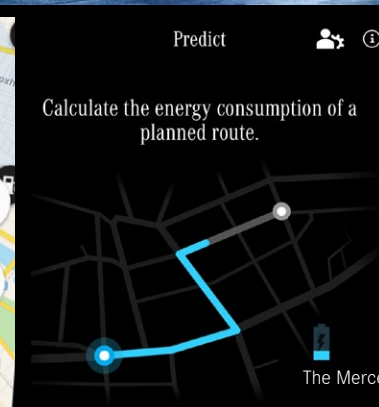 Predict
Calculate the energy consumption of a
planned route.
The Merce